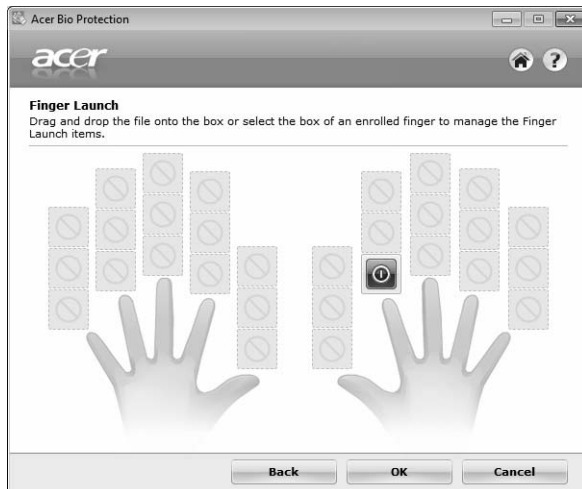 Acer Bio Protection
acer
?
Finger Launch
Drag and drop the file onto the box or select the box of an enrolled finger to manage the Finger
Launch items.
Back OK Cancel